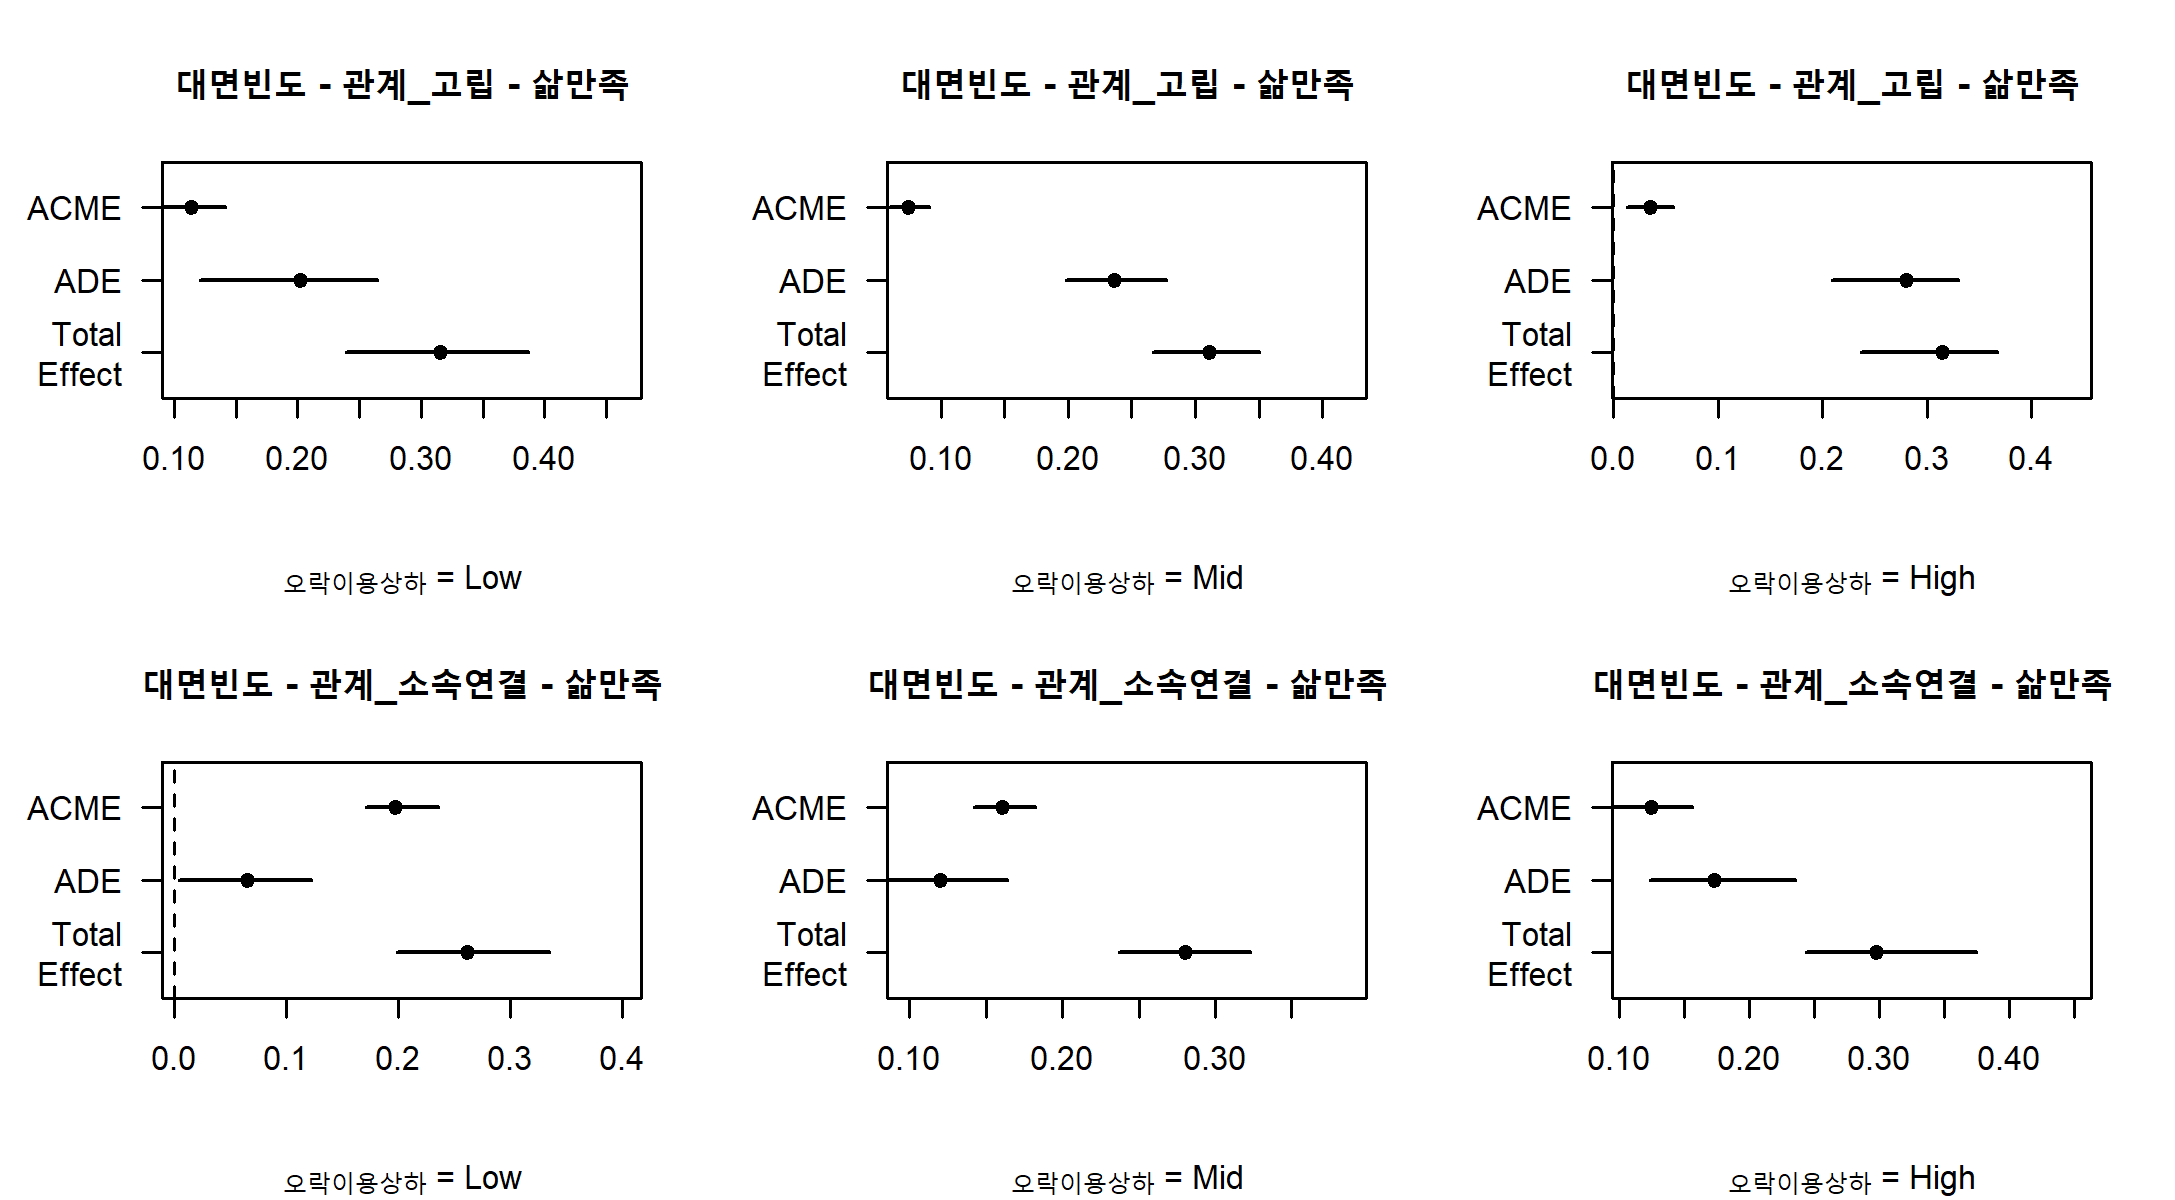 대면빈도 - 관계_고립 - 삶만족
ACME
ADE
Total
Effect
0.10 0.20 0.30 0.40
오락이용상하 = Low
대면빈도 - 관계_고립 - 삶만족
ACME
ADE
Total
Effect
0.10 0.20 0.30 0.40
오락이용상하 = Mid
대면빈도 - 관계_고립 - 삶만족
ACME
ADE
Total
Effect
0.0 0.1 0.2 0.3 0.4
오락이용상하 = High
대면빈도 - 관계_소속연결 - 삶만족
ACME
ADE
Total
Effect
0.0 0.1 0.2 0.3 0.4
오락이용상하 = Low
대면빈도 - 관계_소속연결 - 삶만족
ACME
ADE
Total
Effect
0.10 0.20 0.30
오락이용상하 = Mid
대면빈도 - 관계_소속연결 - 삶만족
ACME
ADE
Total
Effect
0.10 0.20 0.30 0.40
오락이용상하 = High